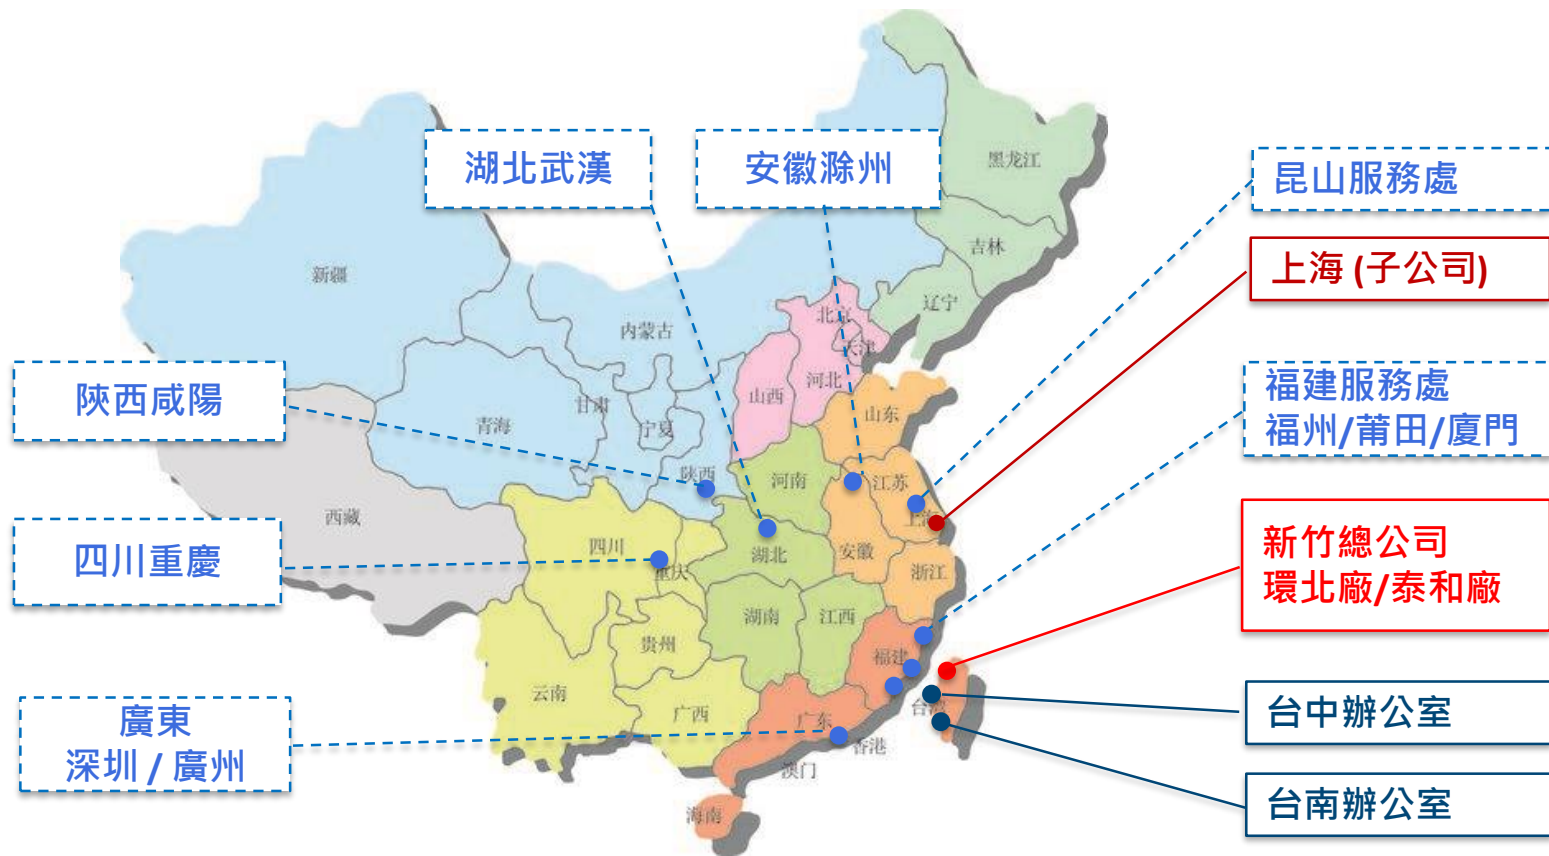 湖北武漢
安徽滁州
昆山服務處
上海 (子公司)
陝西咸陽
福建服務處
福州/莆田/廈門
四川重慶
新竹總公司
環北廠/泰和廠
廣東
深圳 / 廣州
台中辦公室
台南辦公室
黑龙江
吉林
辽宁
新疆
内蒙古
北京
天津
河北
山西
山东
青海
甘肃
宁夏
陕西
河南
江苏
上海
西藏
四川
重庆
湖北
安徽
浙江
湖南
江西
贵州
福建
云南
广西
广东
台湾
香港
澳门
海南